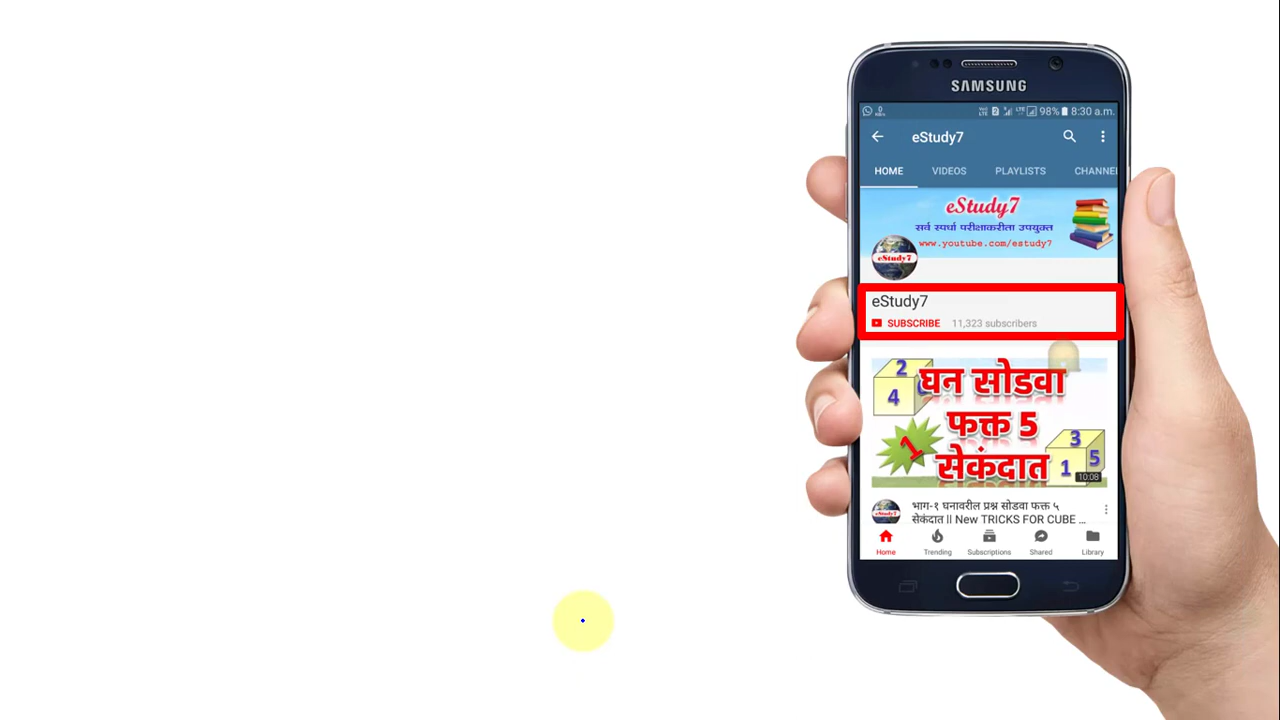 SAMSUNG
98% 8:30 a.m.
eStudy7
HOME VIDEOS PLAYLISTS CHANNEL
eStudy7
सर्व स्पर्धा परीक्षाकरीता उपयुक्त
www.youtube.com/estudy7
eStudy7
eStudy7
SUBSCRIBE 11,323 subscribers
2
4
घन सोडवा
फक्त 5
सेकंदात
1
3
1 5
10:08
eStudy7
भाग-१ घनावरील प्रश्न सोडवा फक्त ५
सेकंदात || New TRICKS FOR CUBE ...
Home Trending Subscriptions Shared Library